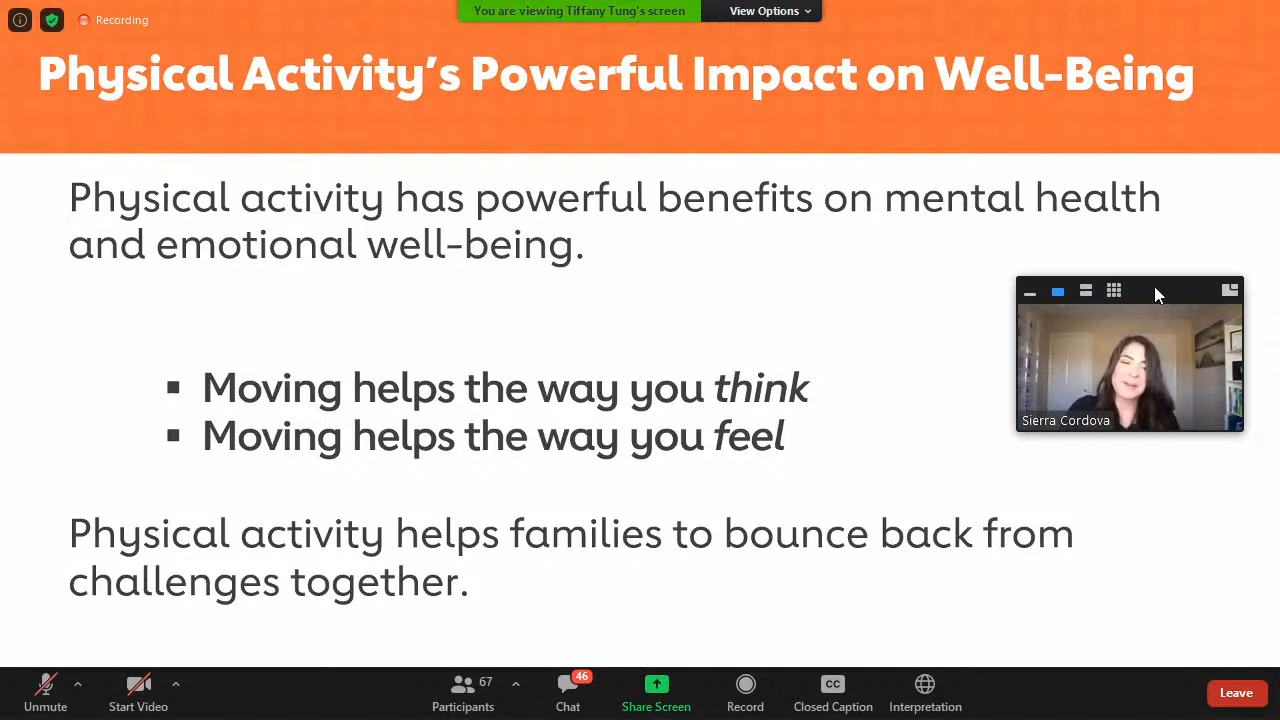 Recording
You are viewing Tiffany Tung's screen
View Options
Physical Activity's Powerful Impact on Well-Being
Physical activity has powerful benefits on mental health
and emotional well-being.
▪ Moving helps the way you think
▪ Moving helps the way you feel
Sierra Cordova
Physical activity helps families to bounce back from
challenges together.
Unmute
Start Video
67
Participants
46
Chat
Share Screen
Record
CC
Closed Caption
Interpretation
Leave